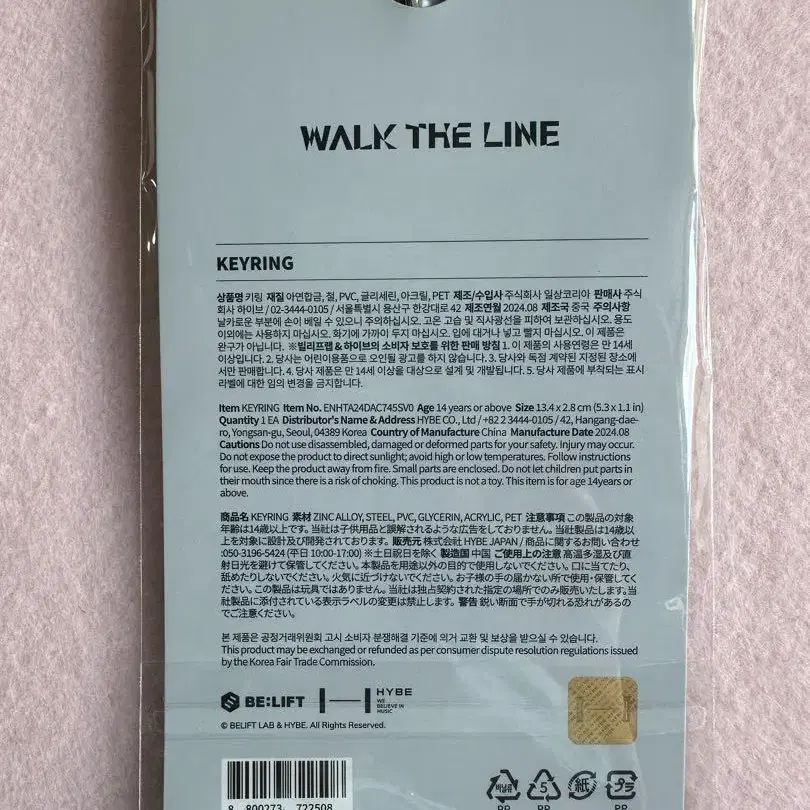 WALK THE LINE
KEYRING
상품명 키링 재질 아연합금, 철, PVC, 글리세린, 아크릴, PET 제조/수입사 주식회사 일상코리아 판매사 주식
회사 하이브 / 02-3444-0105 / 서울특별시 용산구 한강대로 42 제조연월 2024.08 제조국 중국 주의사항
날카로운 부분에 손이 베일 수 있으니 주의하십시오. 고온 고습 및 직사광선을 피하여 보관하십시오. 용도
이외에는 사용하지 마십시오. 화기에 가까이 두지 마십시오. 입에 대거나 넣고 빨지 마십시오. 이 제품은
완구가 아닙니다. ※빌리프랩 & 하이브의 소비자 보호를 위한 판매 방침 1. 이 제품의 사용연령은 만 14세
이상입니다. 2. 당사는 어린이용품으로 오인될 광고를 하지 않습니다. 3. 당사와 독점 계약된 지정된 장소에
서만 판매합니다. 4. 당사 제품은 만 14세 이상을 대상으로 설계 및 개발됩니다. 5. 당사 제품에 부착되는 표시
라벨에 대한 임의 변경을 금지합니다.
Item KEYRING Item No. ENHTA24DAC745SV0 Age 14 years or above Size 13.4 x 2.8 cm (5.3 x 1.1 in)
Quantity 1 EA Distributor's Name & Address HYBE CO., Ltd / +82 2 3444-0105 / 42, Hangang-dae-
ro, Yongsan-gu, Seoul, 04389 Korea Country of Manufacture China Manufacture Date 2024.08
Cautions Do not use disassembled, damaged or deformed parts for your safety. Injury may occur.
Do not expose the product to direct sunlight; avoid high or low temperatures. Follow instructions
for use. Keep the product away from fire. Small parts are enclosed. Do not let children put parts in
their mouth since there is a risk of choking. This product is not a toy. This item is for age 14years or
above.
商品名 KEYRING 素材 ZINC ALLOY, STEEL, PVC, GLYCERIN, ACRYLIC, PET 注意事項 この製品の対象
年齢は14歳以上です。当社は子供用品と誤解されるような広告をしておりません。当社製品は14歳以
上を対象に設計及び開発されております。 販売元 株式会社 HYBE JAPAN / 商品に関するお問い合わせ
:050-3196-5424 (平日 10:00-17:00) ※土日祝日を除く 製造国 中国 ご使用上の注意 高温多湿及び直
射日光を避けて保管してください。本製品を用途以外の目的で使用しないでください。口に当てたり、
舐めたりしないでください。火気に近づけないでください。お子様の手の届かない所で使用・保管してくだ
さい。この製品は玩具ではありません。当社は独占契約された指定の場所でのみ販売いたします。当
社製品に添付されている表示ラベルの変更は禁止します。 警告 鋭い断面で手が切れる恐れがあるの
でご注意ください。
본 제품은 공정거래위원회 고시 소비자 분쟁해결 기준에 의거 교환 및 보상을 받으실 수 있습니다.
This product may be exchanged or refunded as per consumer dispute resolution regulations issued
by the Korea Fair Trade Commission.
BE:LIFT HYBE
WE
BELIEVE IN
MUSIC
© BELIFT LAB & HYBE. All Rights Reserved.
8 800273 722508
비닐류 5 紙 プラ
PP PP PP